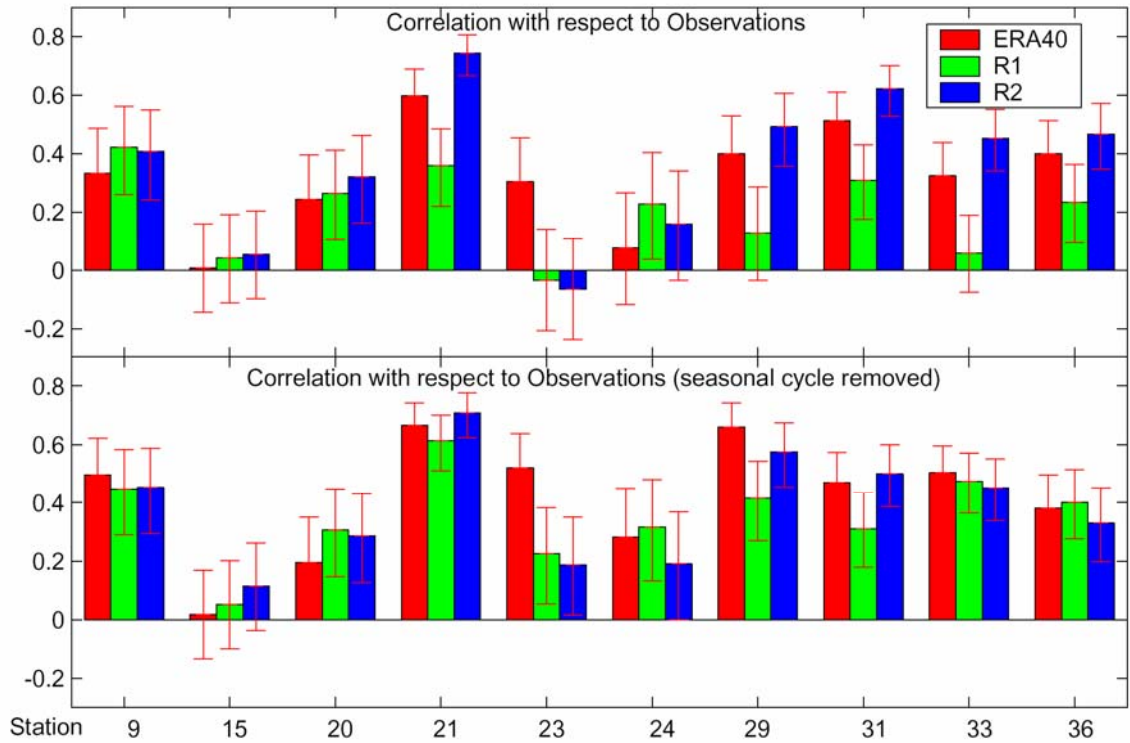 Correlation with respect to Observations
ERA40
R1
R2
0.8
0.6
0.4
0.2
0
-0.2
Correlation with respect to Observations (seasonal cycle removed)
0.8
0.6
0.4
0.2
0
-0.2
Station 9 15 20 21 23 24 29 31 33 36